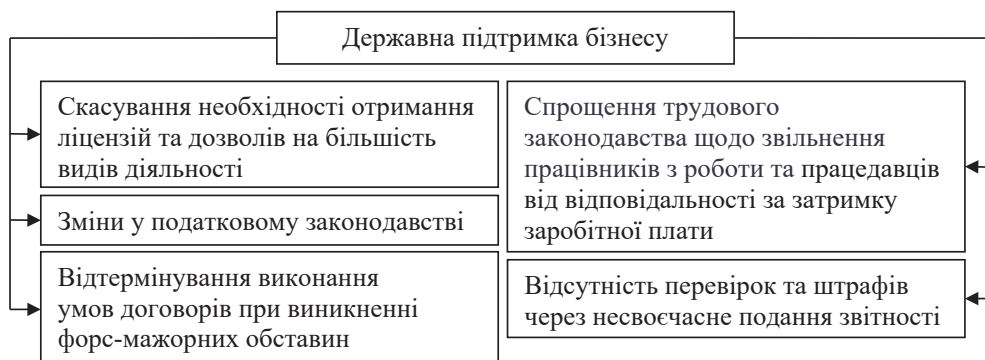 Державна підтримка бізнесу
Скасування необхідності отримання
ліцензій та дозволів на більшість
видів діяльності
Зміни у податковому законодавстві
Відтермінування виконання
умов договорів при виникненні
форс-мажорних обставин
Спрощення трудового
законодавства щодо звільнення
працівників з роботи та працедавців
від відповідальності за затримку
заробітної плати
Відсутність перевірок та штрафів
через несвоєчасне подання звітності